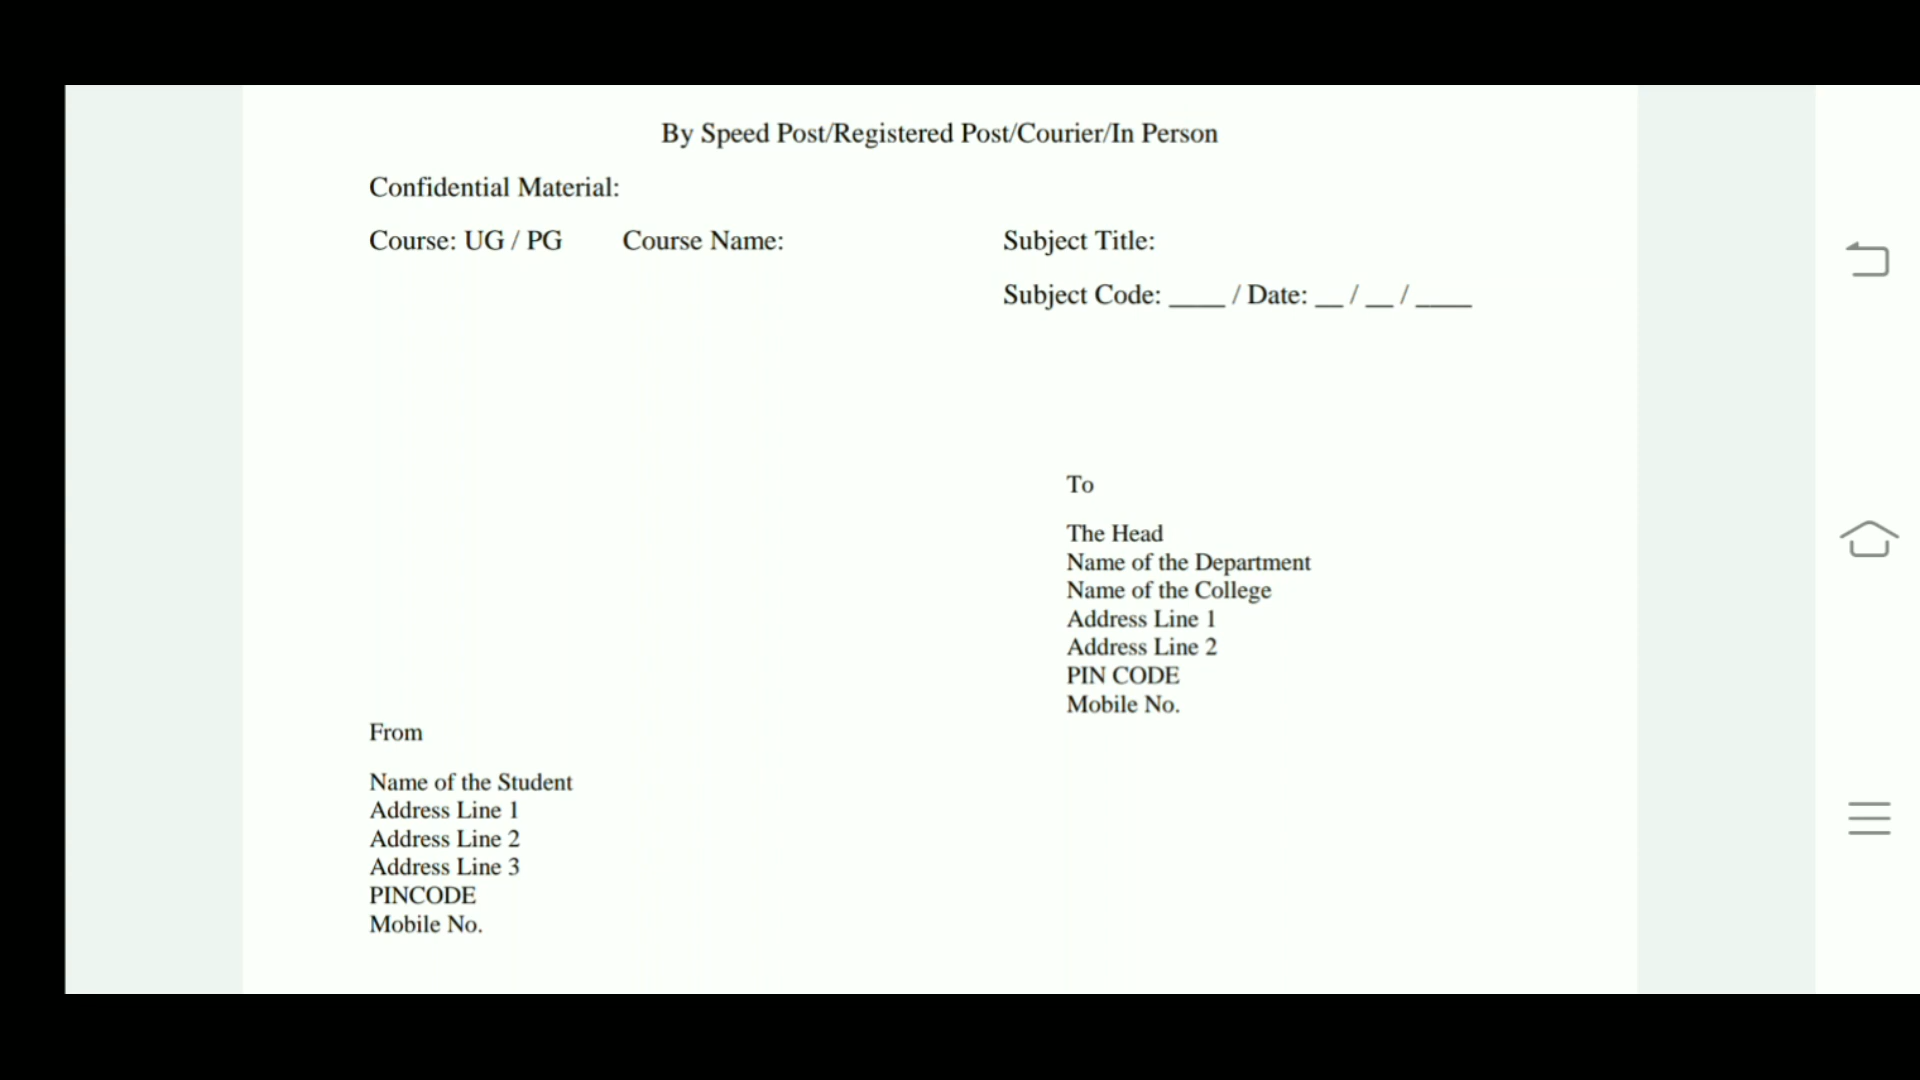 By Speed Post/Registered Post/Courier/In Person
Confidential Material:
Course: UG / PG Course Name: Subject Title:
Subject Code: ____ / Date: __ / __ / ____
To
The Head
Name of the Department
Name of the College
Address Line 1
Address Line 2
PIN CODE
Mobile No.
From
Name of the Student
Address Line 1
Address Line 2
Address Line 3
PINCODE
Mobile No.